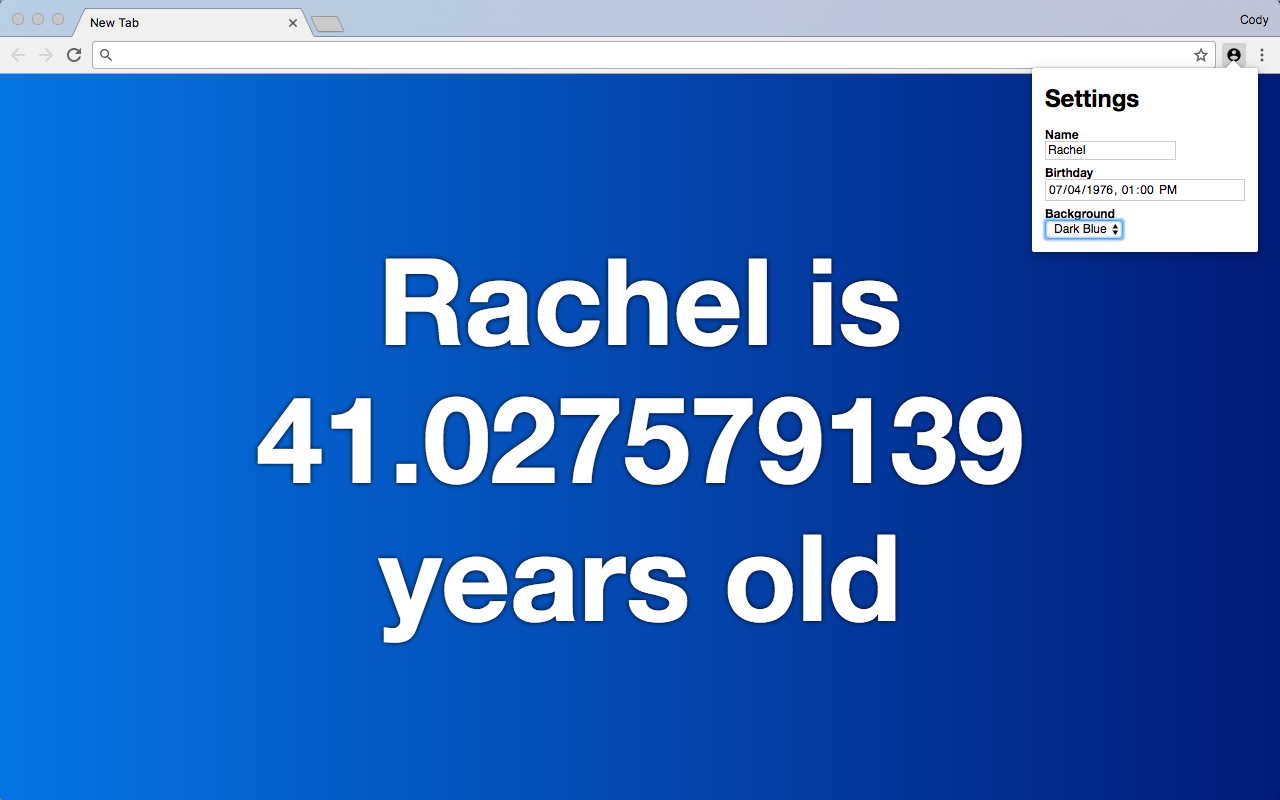 New Tab
Cody
Settings
Name
Rachel
Birthday
07/04/1976, 01:00 PM
Background
Dark Blue
Rachel is
41.027579139
years old